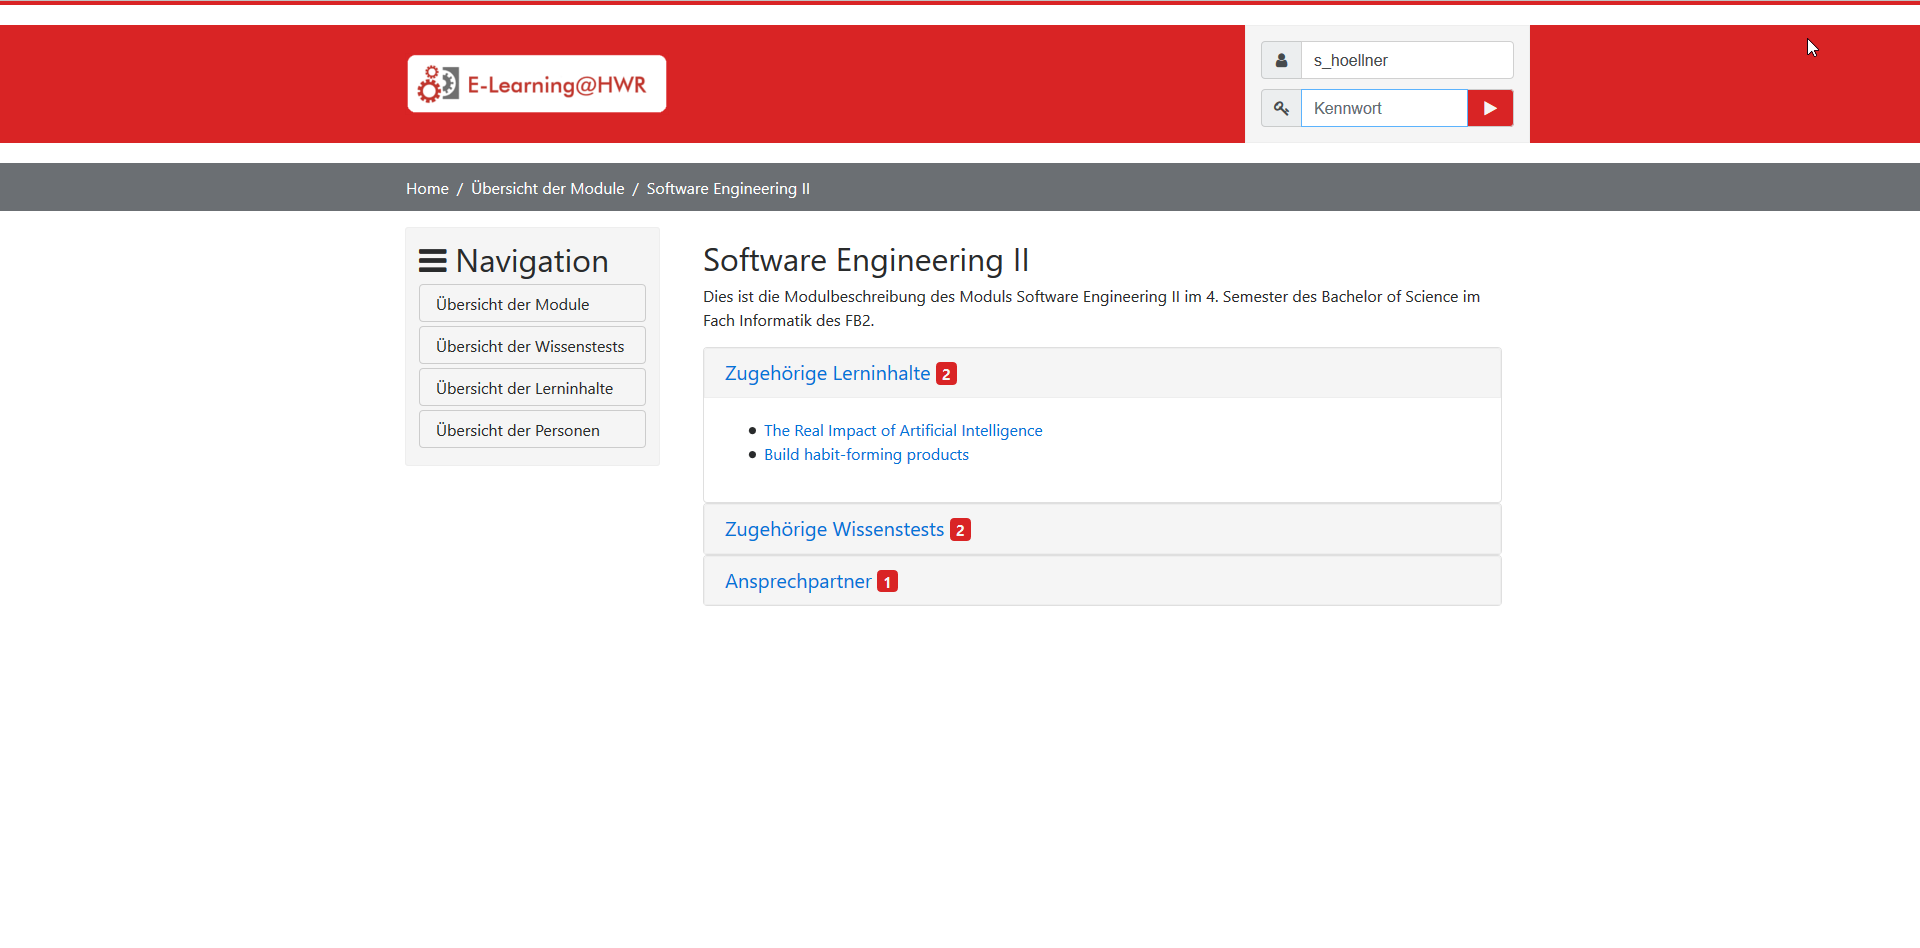 E-Learning@HWR
s_hoellner
Kennwort
Home / Übersicht der Module / Software Engineering II
Navigation
Übersicht der Module
Übersicht der Wissenstests
Übersicht der Lerninhalte
Übersicht der Personen
Software Engineering II
Dies ist die Modulbeschreibung des Moduls Software Engineering II im 4. Semester des Bachelor of Science im
Fach Informatik des FB2.
Zugehörige Lerninhalte 2
The Real Impact of Artificial Intelligence
Build habit-forming products
Zugehörige Wissenstests 2
Ansprechpartner 1